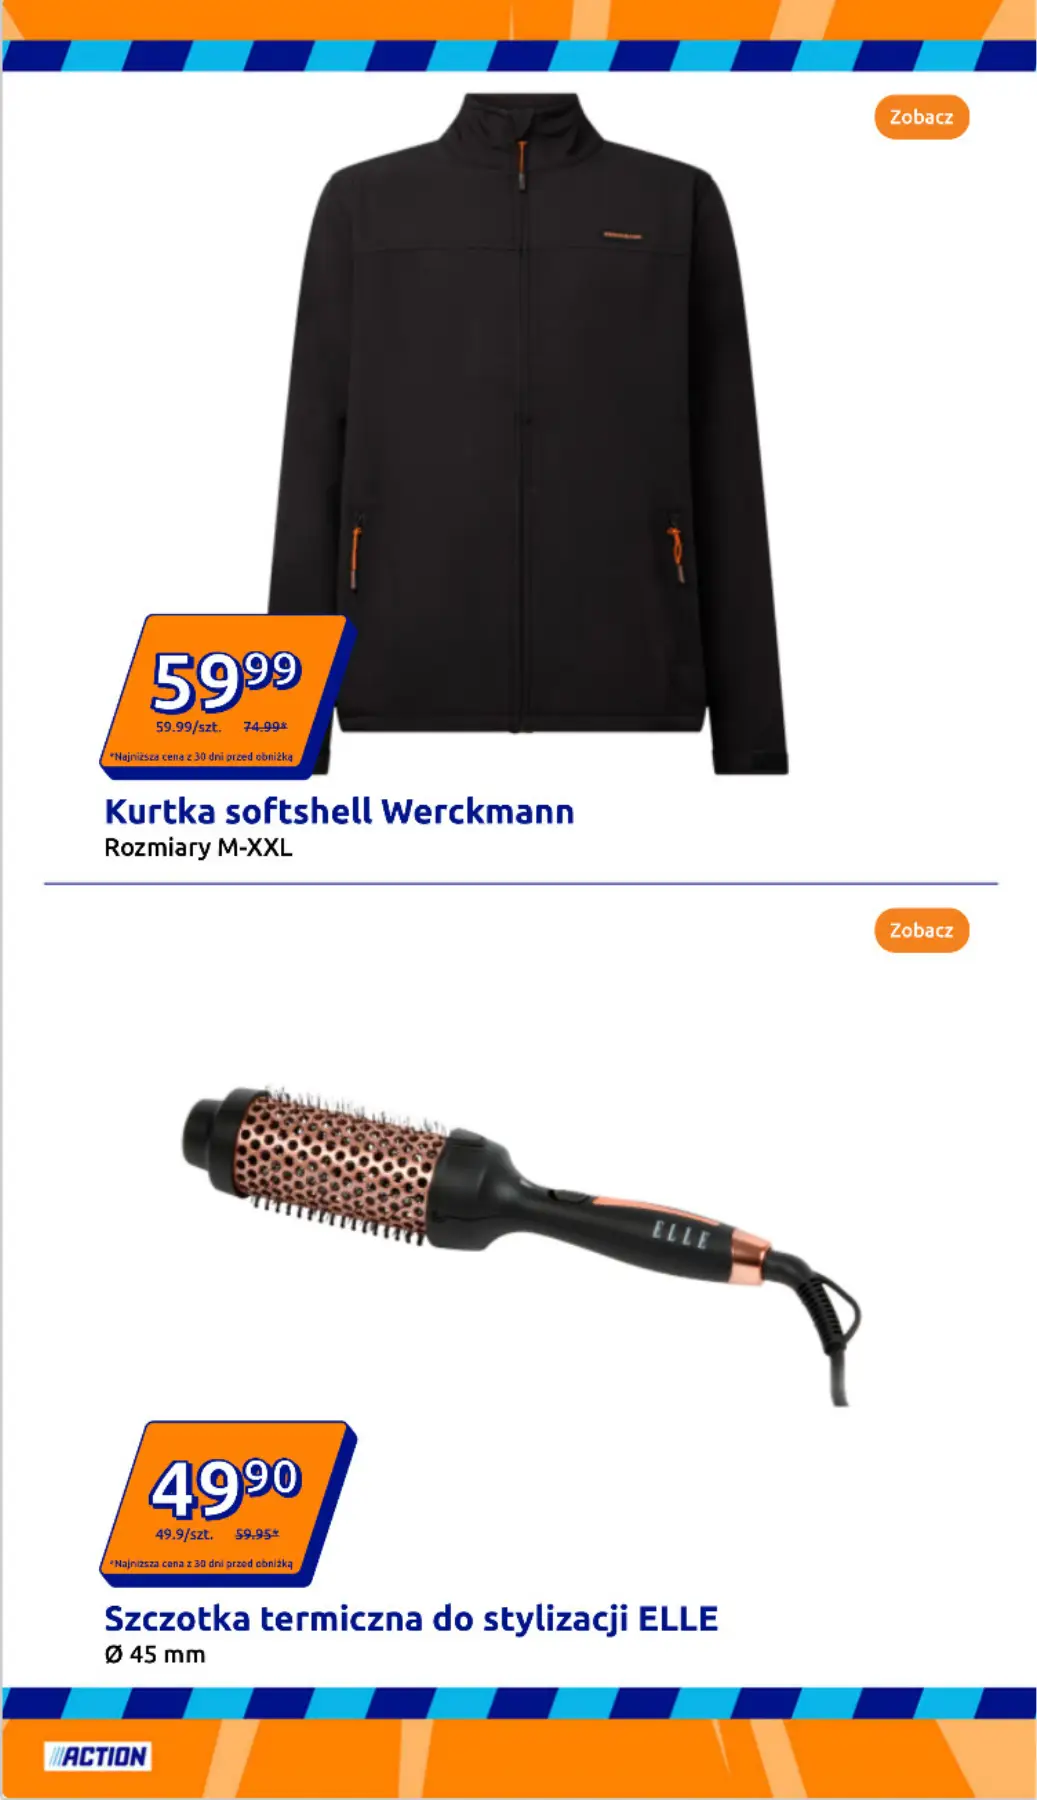 Zobacz
59 99
59.99/szt. 74.99*
*Najniższa cena z 30 dni przed obniżką
Kurtka softshell Werckmann
Rozmiary M-XXL
Zobacz
ELLE
49 90
49.9/szt. 59.95*
*Najniższa cena z 30 dni przed obniżką
Szczotka termiczna do stylizacji ELLE
Ø 45 mm
ACTION